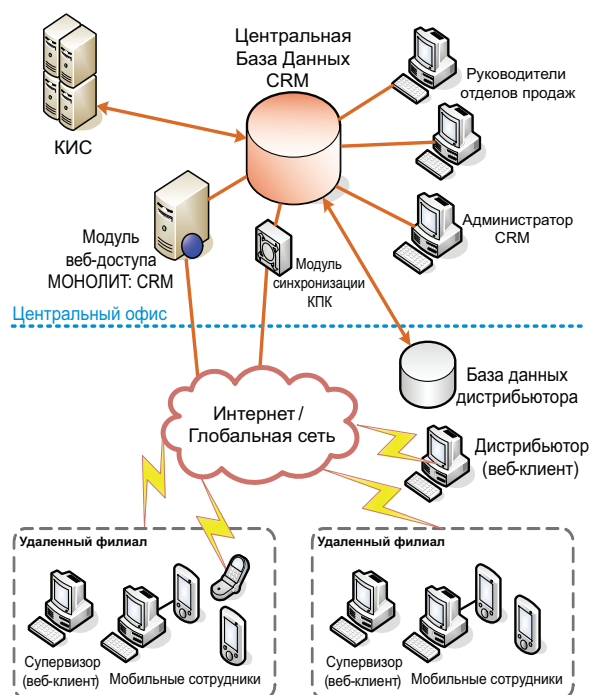 Центральная
База Данных
CRM
Руководители
отделов продаж
КИС
Администратор
CRM
Модуль
веб-доступа
МОНОЛИТ: CRM
Модуль
синхронизации
КПК
Центральный офис
База данных
дистрибьютора
Интернет /
Глобальная сеть
Дистрибьютор
(веб-клиент)
Удаленный филиал
Супервизор
(веб-клиент)
Мобильные сотрудники
Удаленный филиал
Супервизор
(веб-клиент)
Мобильные сотрудники